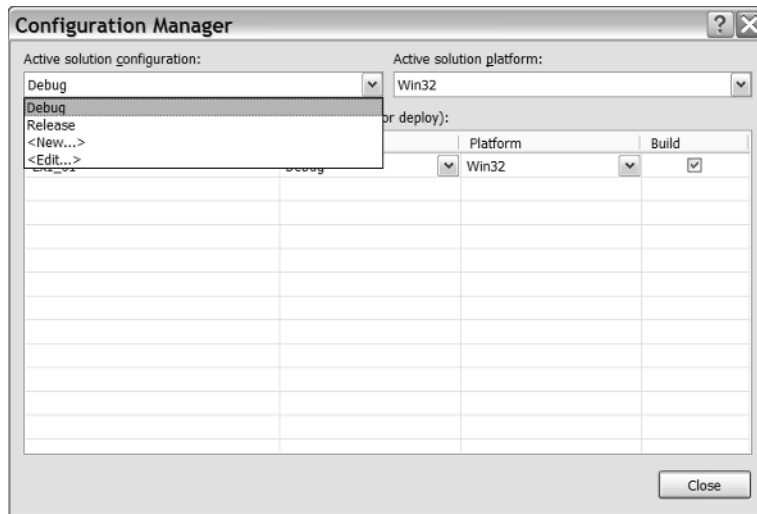 Configuration Manager
Active solution configuration:
Active solution platform:
Debug
Win32
Debug
Release
<New...>
<Edit...>
or deploy):
Platform
Build
Win32
Close